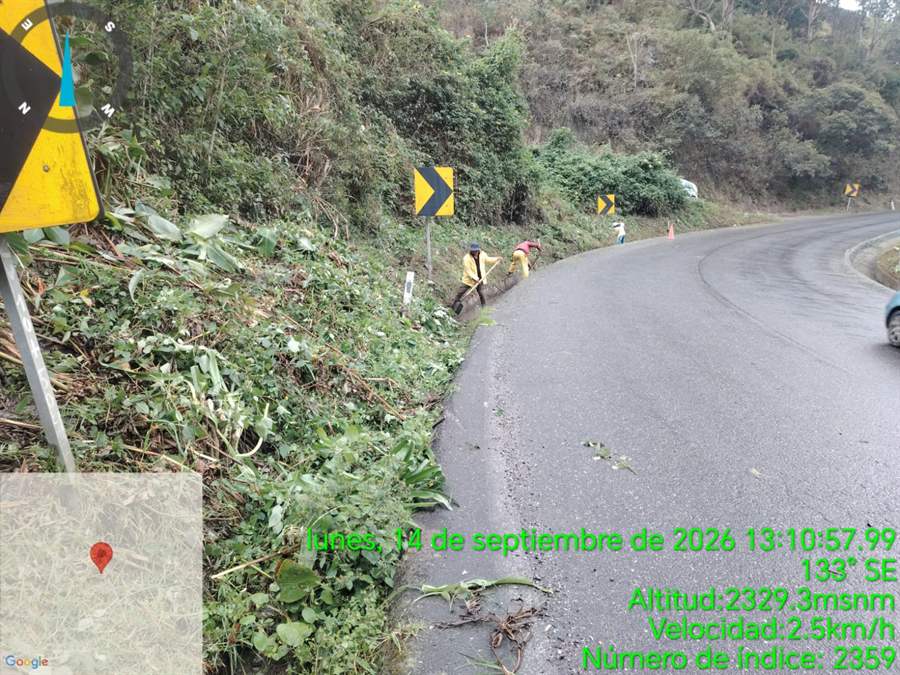 S
E
N
W
lunes, 14 de septiembre de 2026 13:10:57.99
133° SE
Altitud:2329.3msnm
Velocidad:2.5km/h
Número de índice: 2359
Google